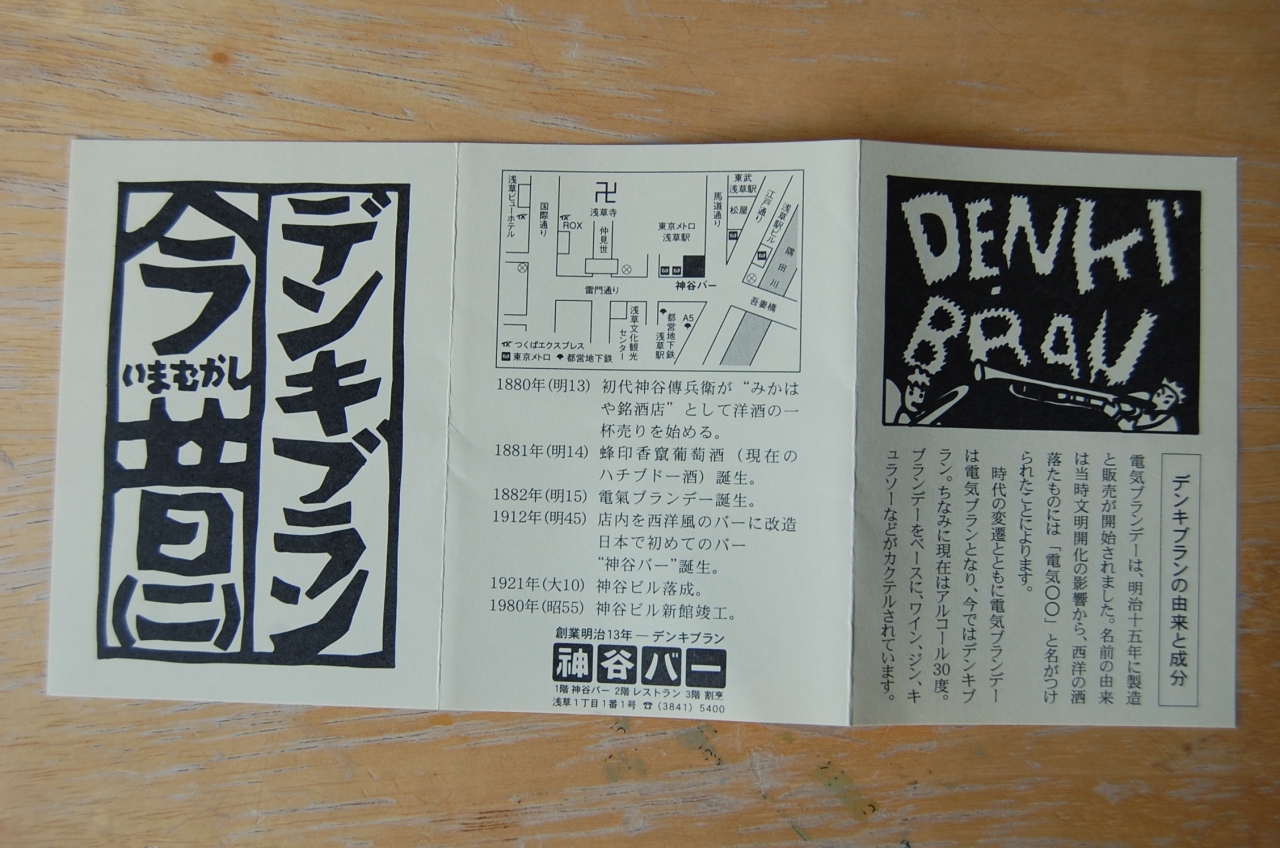 デンキブラン
今昔(二)
いまむかし
浅草ビューホテル
国際通り
卍
浅草寺
ROX
仲見世
東京メトロ
浅草駅
馬道通り
東武
浅草駅
松屋
江戸通り
浅草駅ビル
隅田川
神谷バー
雷門通り
吾妻橋
浅草文化観光
センター
都営地下鉄
浅草駅
A5
つくばエクスプレス
東京メトロ 都営地下鉄
1880年(明13) 初代神谷傳兵衛が“みかは
や銘酒店”として洋酒の一
杯売りを始める。
1881年(明14) 蜂印香竄葡萄酒(現在の
ハチブドー酒)誕生。
1882年(明15) 電氣ブランデー誕生。
1912年(明45) 店内を西洋風のバーに改造
日本で初めてのバー
“神谷バー”誕生。
1921年(大10) 神谷ビル落成。
1980年(昭55) 神谷ビル新館竣工。
創業明治13年―デンキブラン
神谷バー
1階 神谷バー 2階 レストラン 3階 割烹
浅草1丁目1番1号 ☎(3841)5400
DENKI
BRAU
デンキブランの由来と成分
電気ブランデーは、明治十五年に製造
と販売が開始されました。名前の由来
は当時文明開化の影響から、西洋の洒
落たものには「電気〇〇」と名がつけ
られたことによります。
時代の変遷とともに電気ブランデー
は電気ブランとなり、今ではデンキブ
ラン。ちなみに現在はアルコール30度。
ブランデーをベースに、ワイン、ジン、キ
ュラソーなどがカクテルされています。